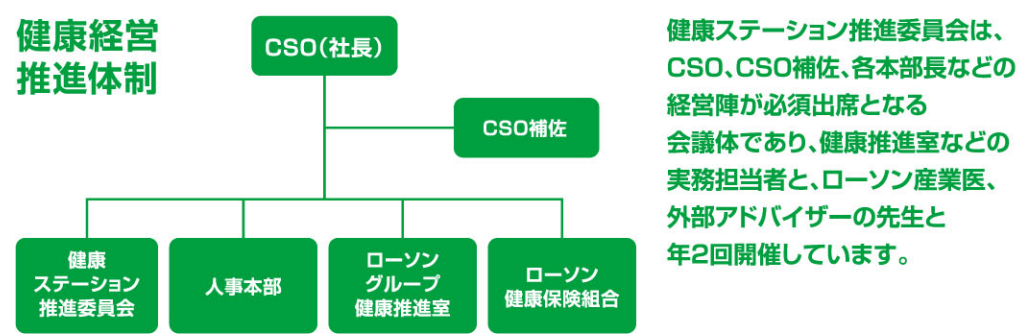 健康経営
推進体制
CSO（社長）
CSO補佐
健康
ステーション
推進委員会
人事本部
ローソン
グループ
健康推進室
ローソン
健康保険組合
健康ステーション推進委員会は、
CSO、CSO補佐、各本部長などの
経営陣が必須出席となる
会議体であり、健康推進室などの
実務担当者と、ローソン産業医、
外部アドバイザーの先生と
年2回開催しています。